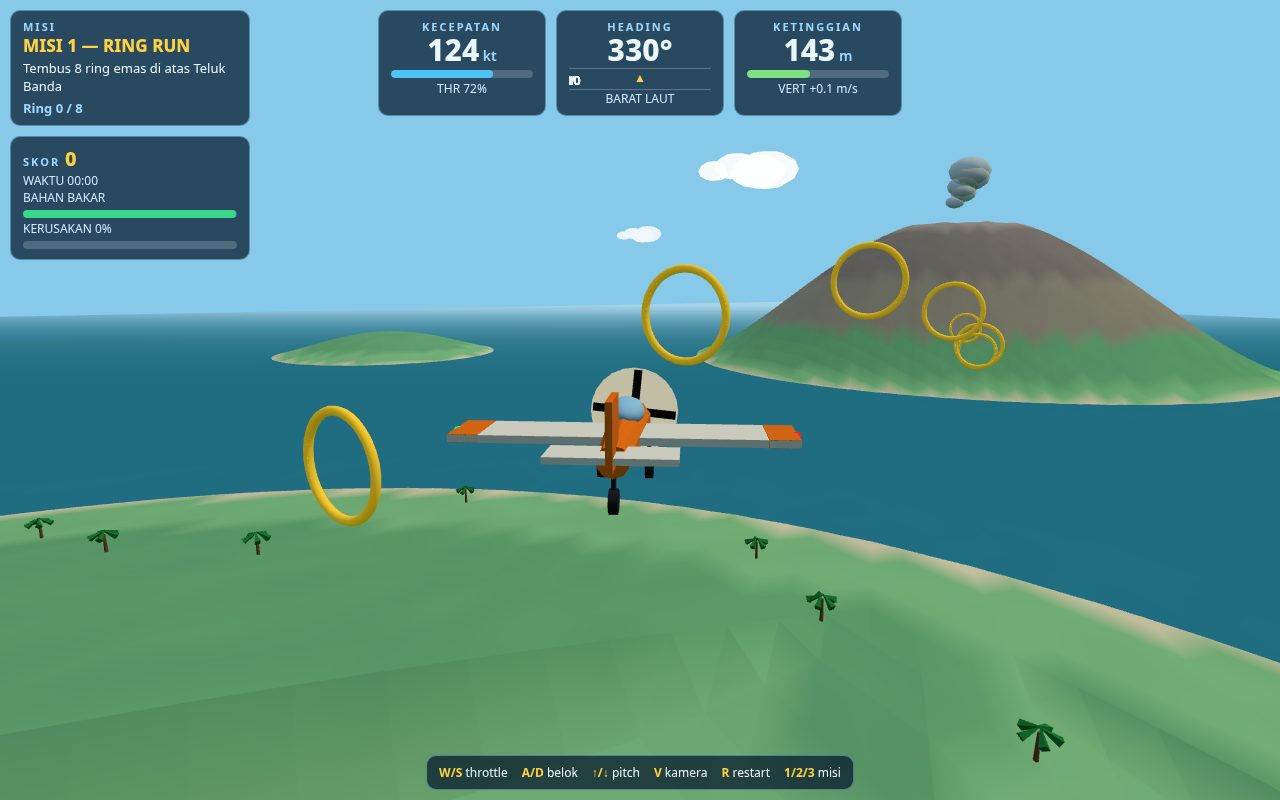 MISI
MISI 1 — RING RUN
Tembus 8 ring emas di atas Teluk
Banda
Ring 0 / 8
SKOR 0
WAKTU 00:00
BAHAN BAKAR
KERUSAKAN 0%
KECEPATAN
124 kt
THR 72%
HEADING
330°
▲
BARAT LAUT
KETINGGIAN
143 m
VERT +0.1 m/s
W/S throttle A/D belok ↑/↓ pitch V kamera R restart 1/2/3 misi